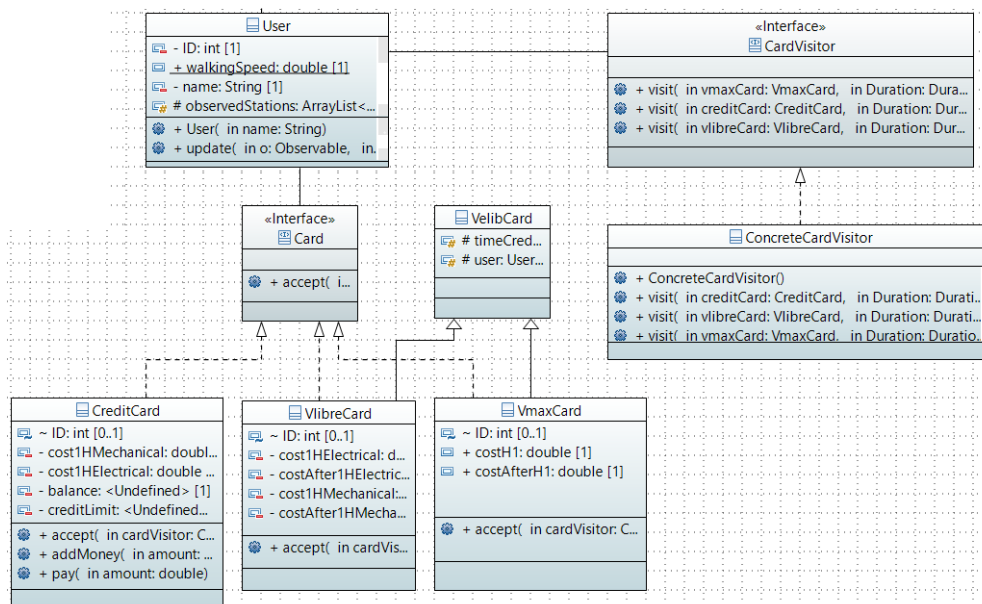 User
- ID: int [1]
+ walkingSpeed: double [1]
- name: String [1]
# observedStations: ArrayList<...
+ User( in name: String)
+ update( in o: Observable, in...
«Interface»
CardVisitor
+ visit( in vmaxCard: VmaxCard, in Duration: Dura...
+ visit( in creditCard: CreditCard, in Duration: Dur...
+ visit( in vlibreCard: VlibreCard, in Duration: Dur...
«Interface»
Card
+ accept( i...
VelibCard
# timeCred...
# user: User...
ConcreteCardVisitor
+ ConcreteCardVisitor()
+ visit( in creditCard: CreditCard, in Duration: Durati...
+ visit( in vlibreCard: VlibreCard, in Duration: Durati...
+ visit( in vmaxCard: VmaxCard, in Duration: Duratio...
CreditCard
~ ID: int [0..1]
- cost1HMechanical: doubl...
- cost1HElectrical: double ...
- balance: <Undefined> [1]
- creditLimit: <Undefined...
+ accept( in cardVisitor: C...
+ addMoney( in amount: ...
+ pay( in amount: double)
VlibreCard
~ ID: int [0..1]
- cost1HElectrical: d...
- costAfter1HElectric...
- cost1HMechanical:...
- costAfter1HMecha...
+ accept( in cardVis...
VmaxCard
~ ID: int [0..1]
+ costH1: double [1]
+ costAfterH1: double [1]
+ accept( in cardVisitor: C...